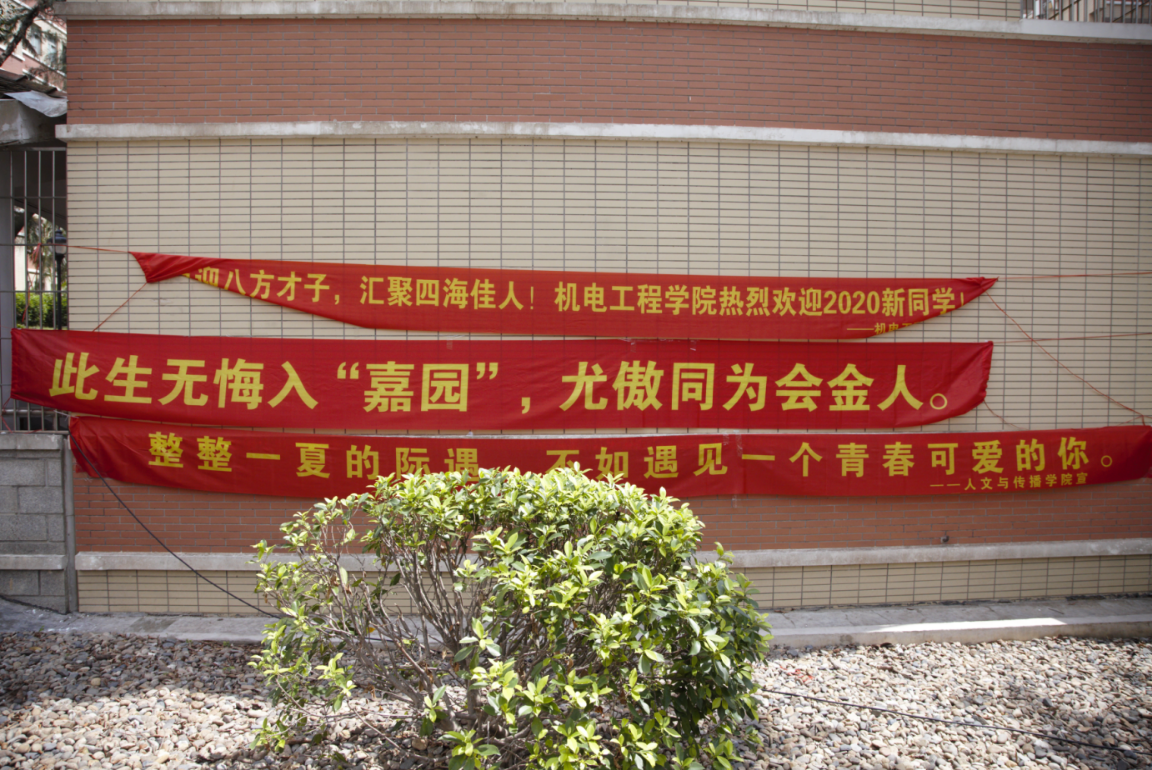 迎八方才子，汇聚四海佳人！机电工程学院热烈欢迎2020新同学！
——机电
此生无悔入“嘉园”，尤傲同为会金人。
整整一夏的际遇 不如遇见一个青春可爱的你。
——人文与传播学院宣